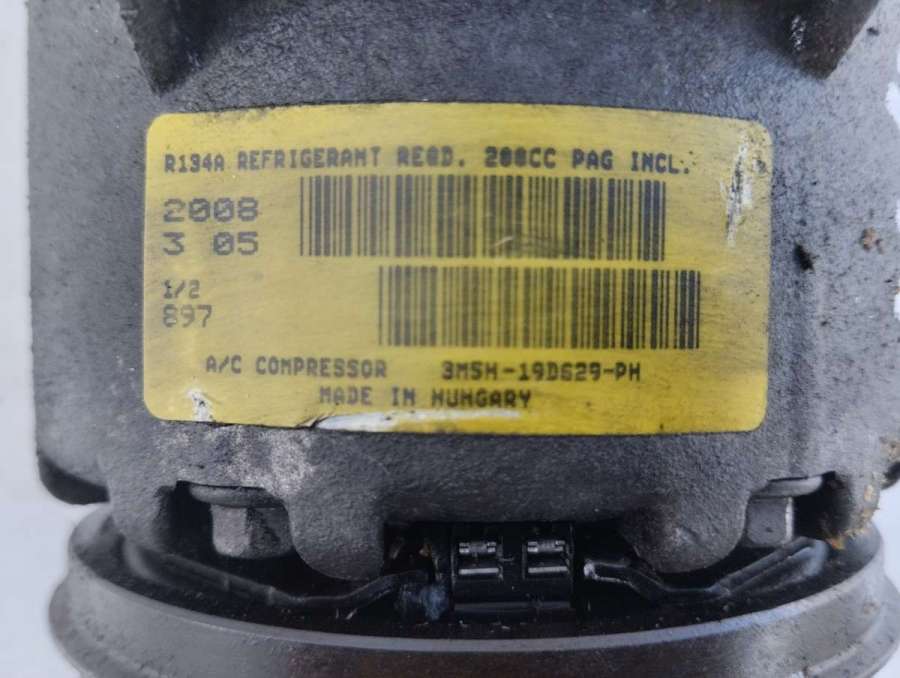 R134A REFRIGERANT REQD. 200CC PAG INCL.
2008
3 05
1/2
897
A/C COMPRESSOR 3M5H-19D629-PH
MADE IN HUNGARY